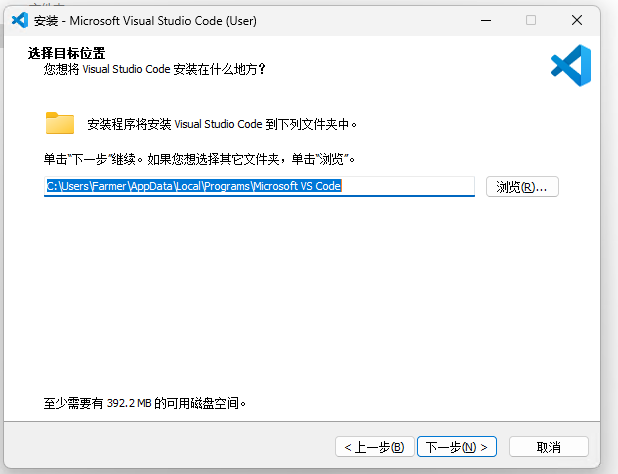 安装 - Microsoft Visual Studio Code (User)
选择目标位置
您想将 Visual Studio Code 安装在什么地方？
安装程序将安装 Visual Studio Code 到下列文件夹中。
单击“下一步”继续。如果您想选择其它文件夹，单击“浏览”。
C:\Users\Farmer\AppData\Local\Programs\Microsoft VS Code
浏览(R)...
至少需要有 392.2 MB 的可用磁盘空间。
< 上一步(B)
下一步(N) >
取消